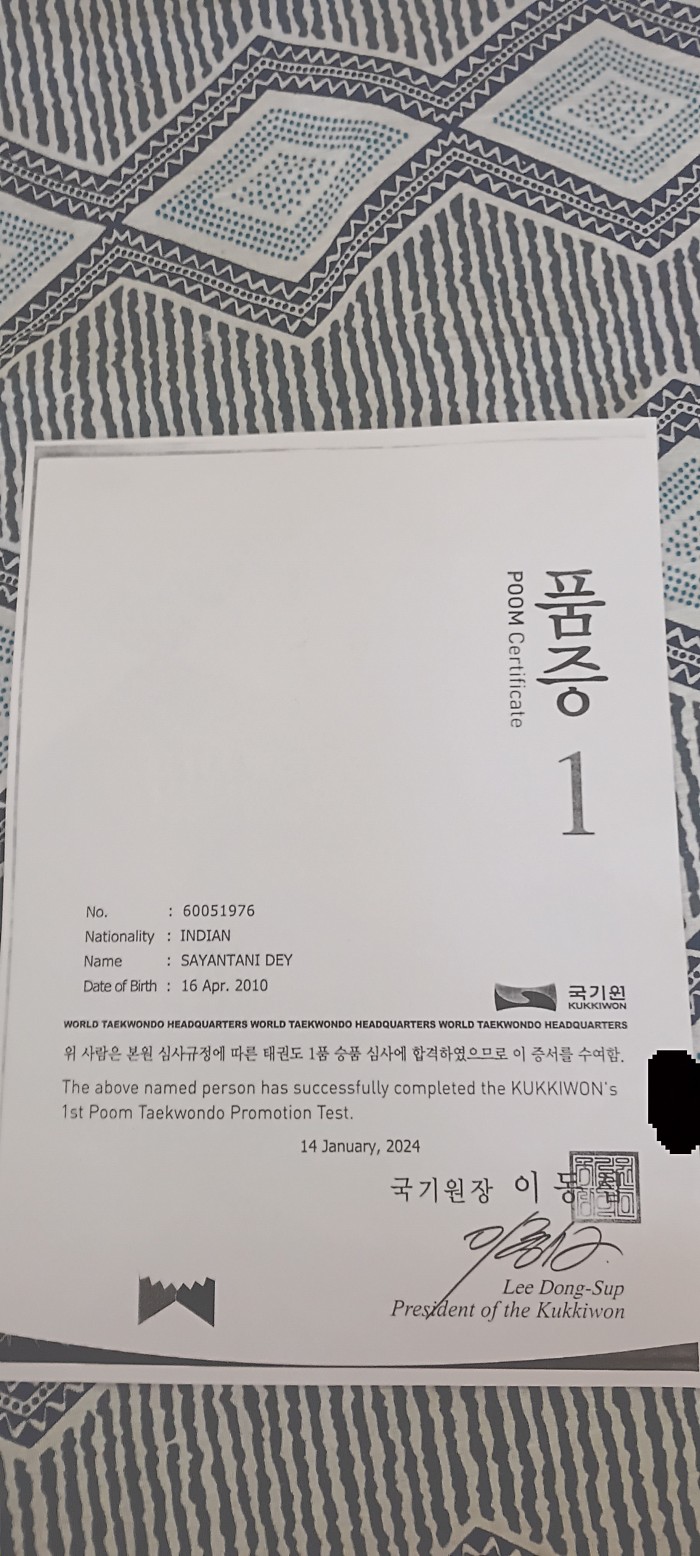 품증
POOM Certificate
1
No. : 60051976
Nationality : INDIAN
Name : SAYANTANI DEY
Date of Birth : 16 Apr. 2010
국기원
KUKKIWON
WORLD TAEKWONDO HEADQUARTERS WORLD TAEKWONDO HEADQUARTERS WORLD TAEKWONDO HEADQUARTERS
위 사람은 본원 심사규정에 따른 태권도 1품 승품 심사에 합격하였으므로 이 증서를 수여함.
The above named person has successfully completed the KUKKIWON's
1st Poom Taekwondo Promotion Test.
14 January, 2024
국기원장 이 동 섭
Lee Dong-Sup
President of the Kukkiwon